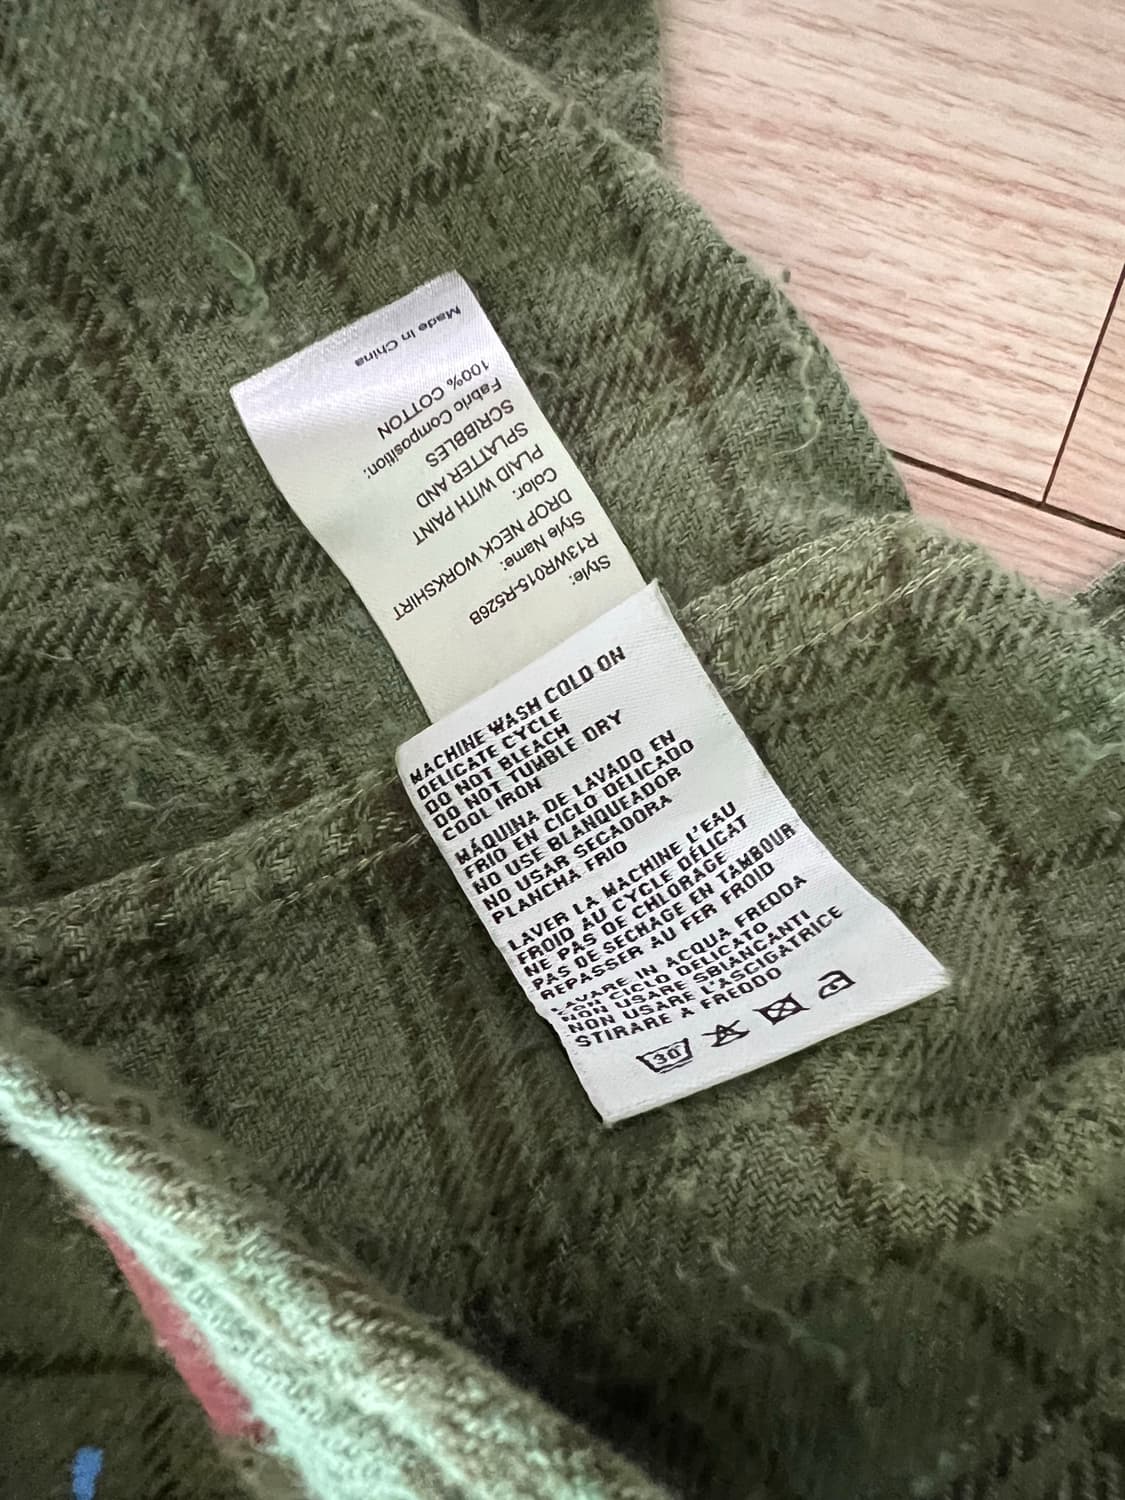 Style:
R13WR015-R526B
Style Name:
DROP NECK WORKSHIRT
Color:
PLAID WITH PAINT
SPLATTER AND
SCRIBBLES
Fabric Composition:
100% COTTON
Made in China
MACHINE WASH COLD ON
DELICATE CYCLE
DO NOT BLEACH
DO NOT TUMBLE DRY
COOL IRON
MÁQUINA DE LAVADO EN
FRIO EN CICLO DELICADO
NO USE BLANQUEADOR
NO USAR SECADORA
PLANCHA FRIO
LAVER LA MACHINE L'EAU
FROID AU CYCLE DÉLICAT
NE PAS DE CHLORAGE
PAS DE SECHAGE EN TAMBOUR
REPASSER AU FER FROID
LAVARE IN ACQUA FREDDA
CON CICLO DELICATO
NON USARE SBIANCANTI
NON USARE L'ASCIGATRICE
STIRARE A FREDDO
30°